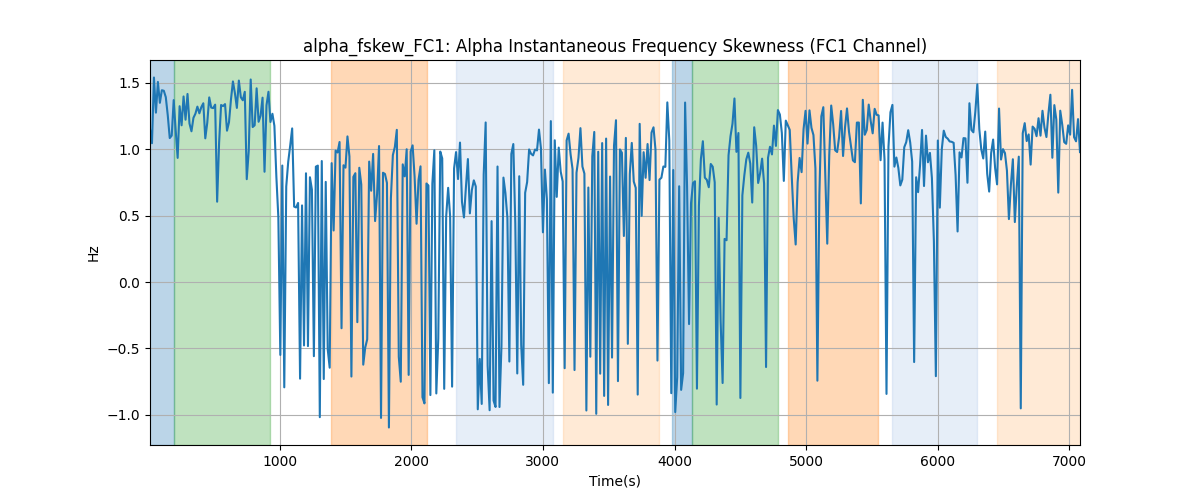 alpha_fskew_FC1: Alpha Instantaneous Frequency Skewness (FC1 Channel)
1.5
1.0
0.5
0.0
−0.5
−1.0
Hz
1000 2000 3000 4000 5000 6000 7000
Time(s)